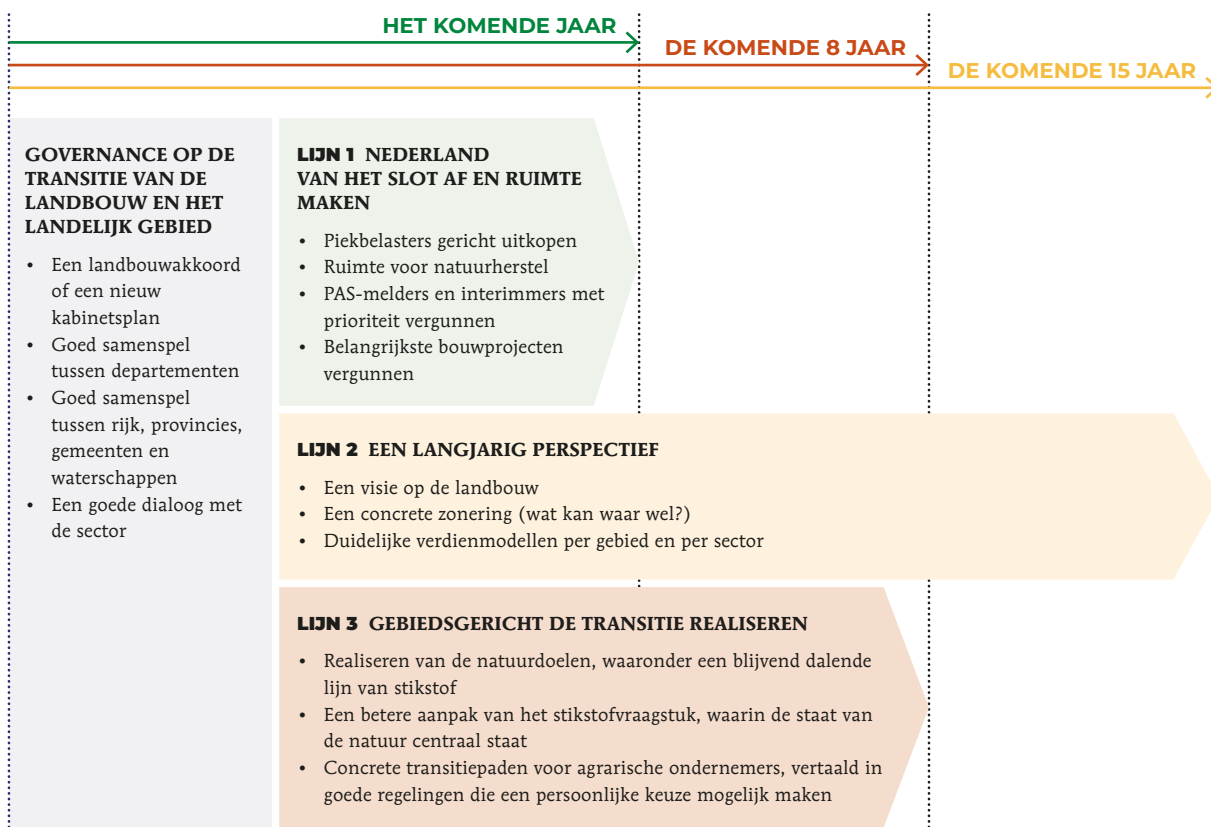 HET KOMENDE JAAR
DE KOMENDE 8 JAAR
DE KOMENDE 15 JAAR
GOVERNANCE OP DE
TRANSITIE VAN DE
LANDBOUW EN HET
LANDELIJK GEBIED
• Een landbouwakkoord
of een nieuw
kabinetsplan
• Goed samenspel
tussen departementen
• Goed samenspel
tussen rijk, provincies,
gemeenten en
waterschappen
• Een goede dialoog met
de sector
LIJN 1 NEDERLAND
VAN HET SLOT AF EN RUIMTE
MAKEN
• Piekbelasters gericht uitkopen
• Ruimte voor natuurherstel
• PAS-melders en interimmers met
prioriteit vergunnen
• Belangrijkste bouwprojecten
vergunnen
LIJN 2 EEN LANGJARIG PERSPECTIEF
• Een visie op de landbouw
• Een concrete zonering (wat kan waar wel?)
• Duidelijke verdienmodellen per gebied en per sector
LIJN 3 GEBIEDSGERICHT DE TRANSITIE REALISEREN
• Realiseren van de natuurdoelen, waaronder een blijvend dalende
lijn van stikstof
• Een betere aanpak van het stikstofvraagstuk, waarin de staat van
de natuur centraal staat
• Concrete transitiepaden voor agrarische ondernemers, vertaald in
goede regelingen die een persoonlijke keuze mogelijk maken